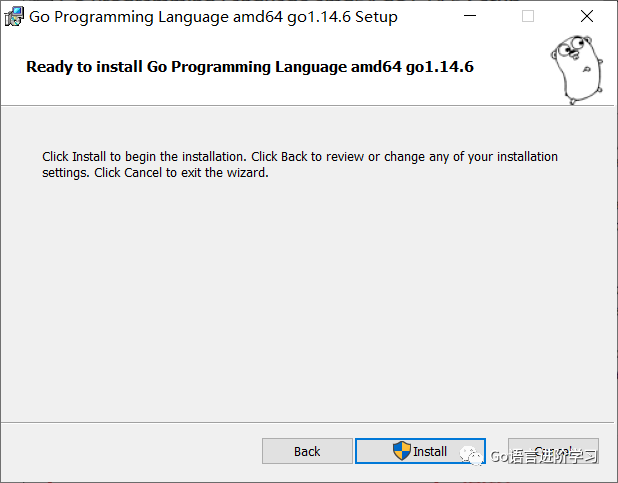 Go Programming Language amd64 go1.14.6 Setup
Ready to install Go Programming Language amd64 go1.14.6
Click Install to begin the installation. Click Back to review or change any of your installation
settings. Click Cancel to exit the wizard.
Back
Install
Cancel
Go语言进阶学习